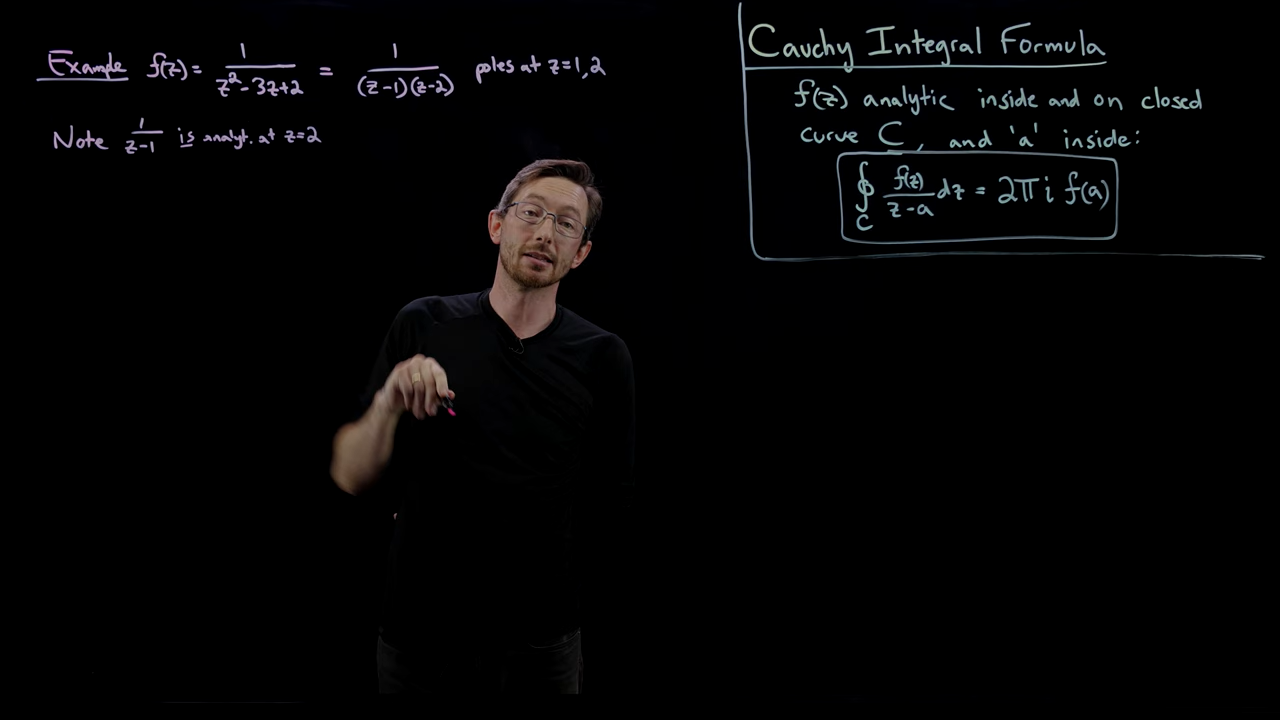 Example f(z) = 1/(z²-3z+2) = 1/((z-1)(z-2)) poles at z=1,2
Note 1/(z-1) is analyt. at z=2
Cauchy Integral Formula
f(z) analytic inside and on closed
curve C, and 'a' inside:
∮_C f(z)/(z-a) dz = 2πi f(a)